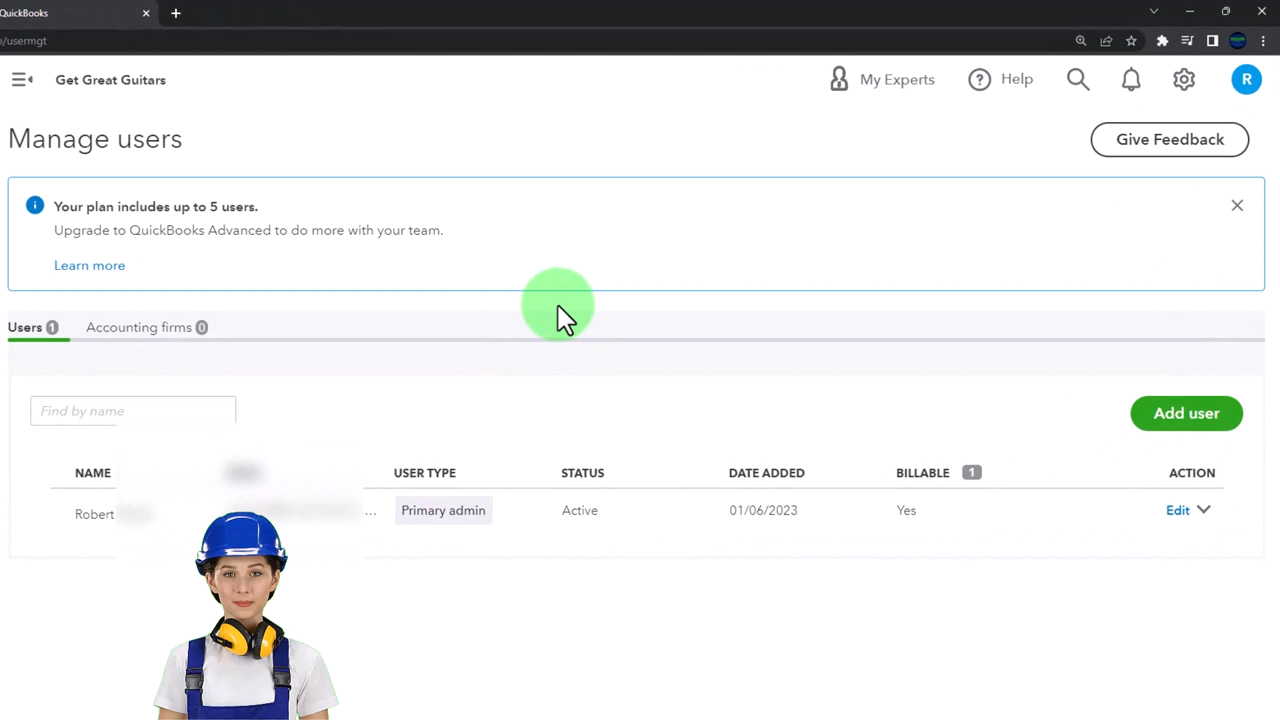 QuickBooks
o/usermgt
Get Great Guitars
My Experts
Help
R
Manage users
Give Feedback
Your plan includes up to 5 users.
Upgrade to QuickBooks Advanced to do more with your team.
Learn more
Users 1
Accounting firms 0
Find by name
Add user
NAME USER TYPE STATUS DATE ADDED BILLABLE 1 ACTION
Robert ... Primary admin Active 01/06/2023 Yes Edit